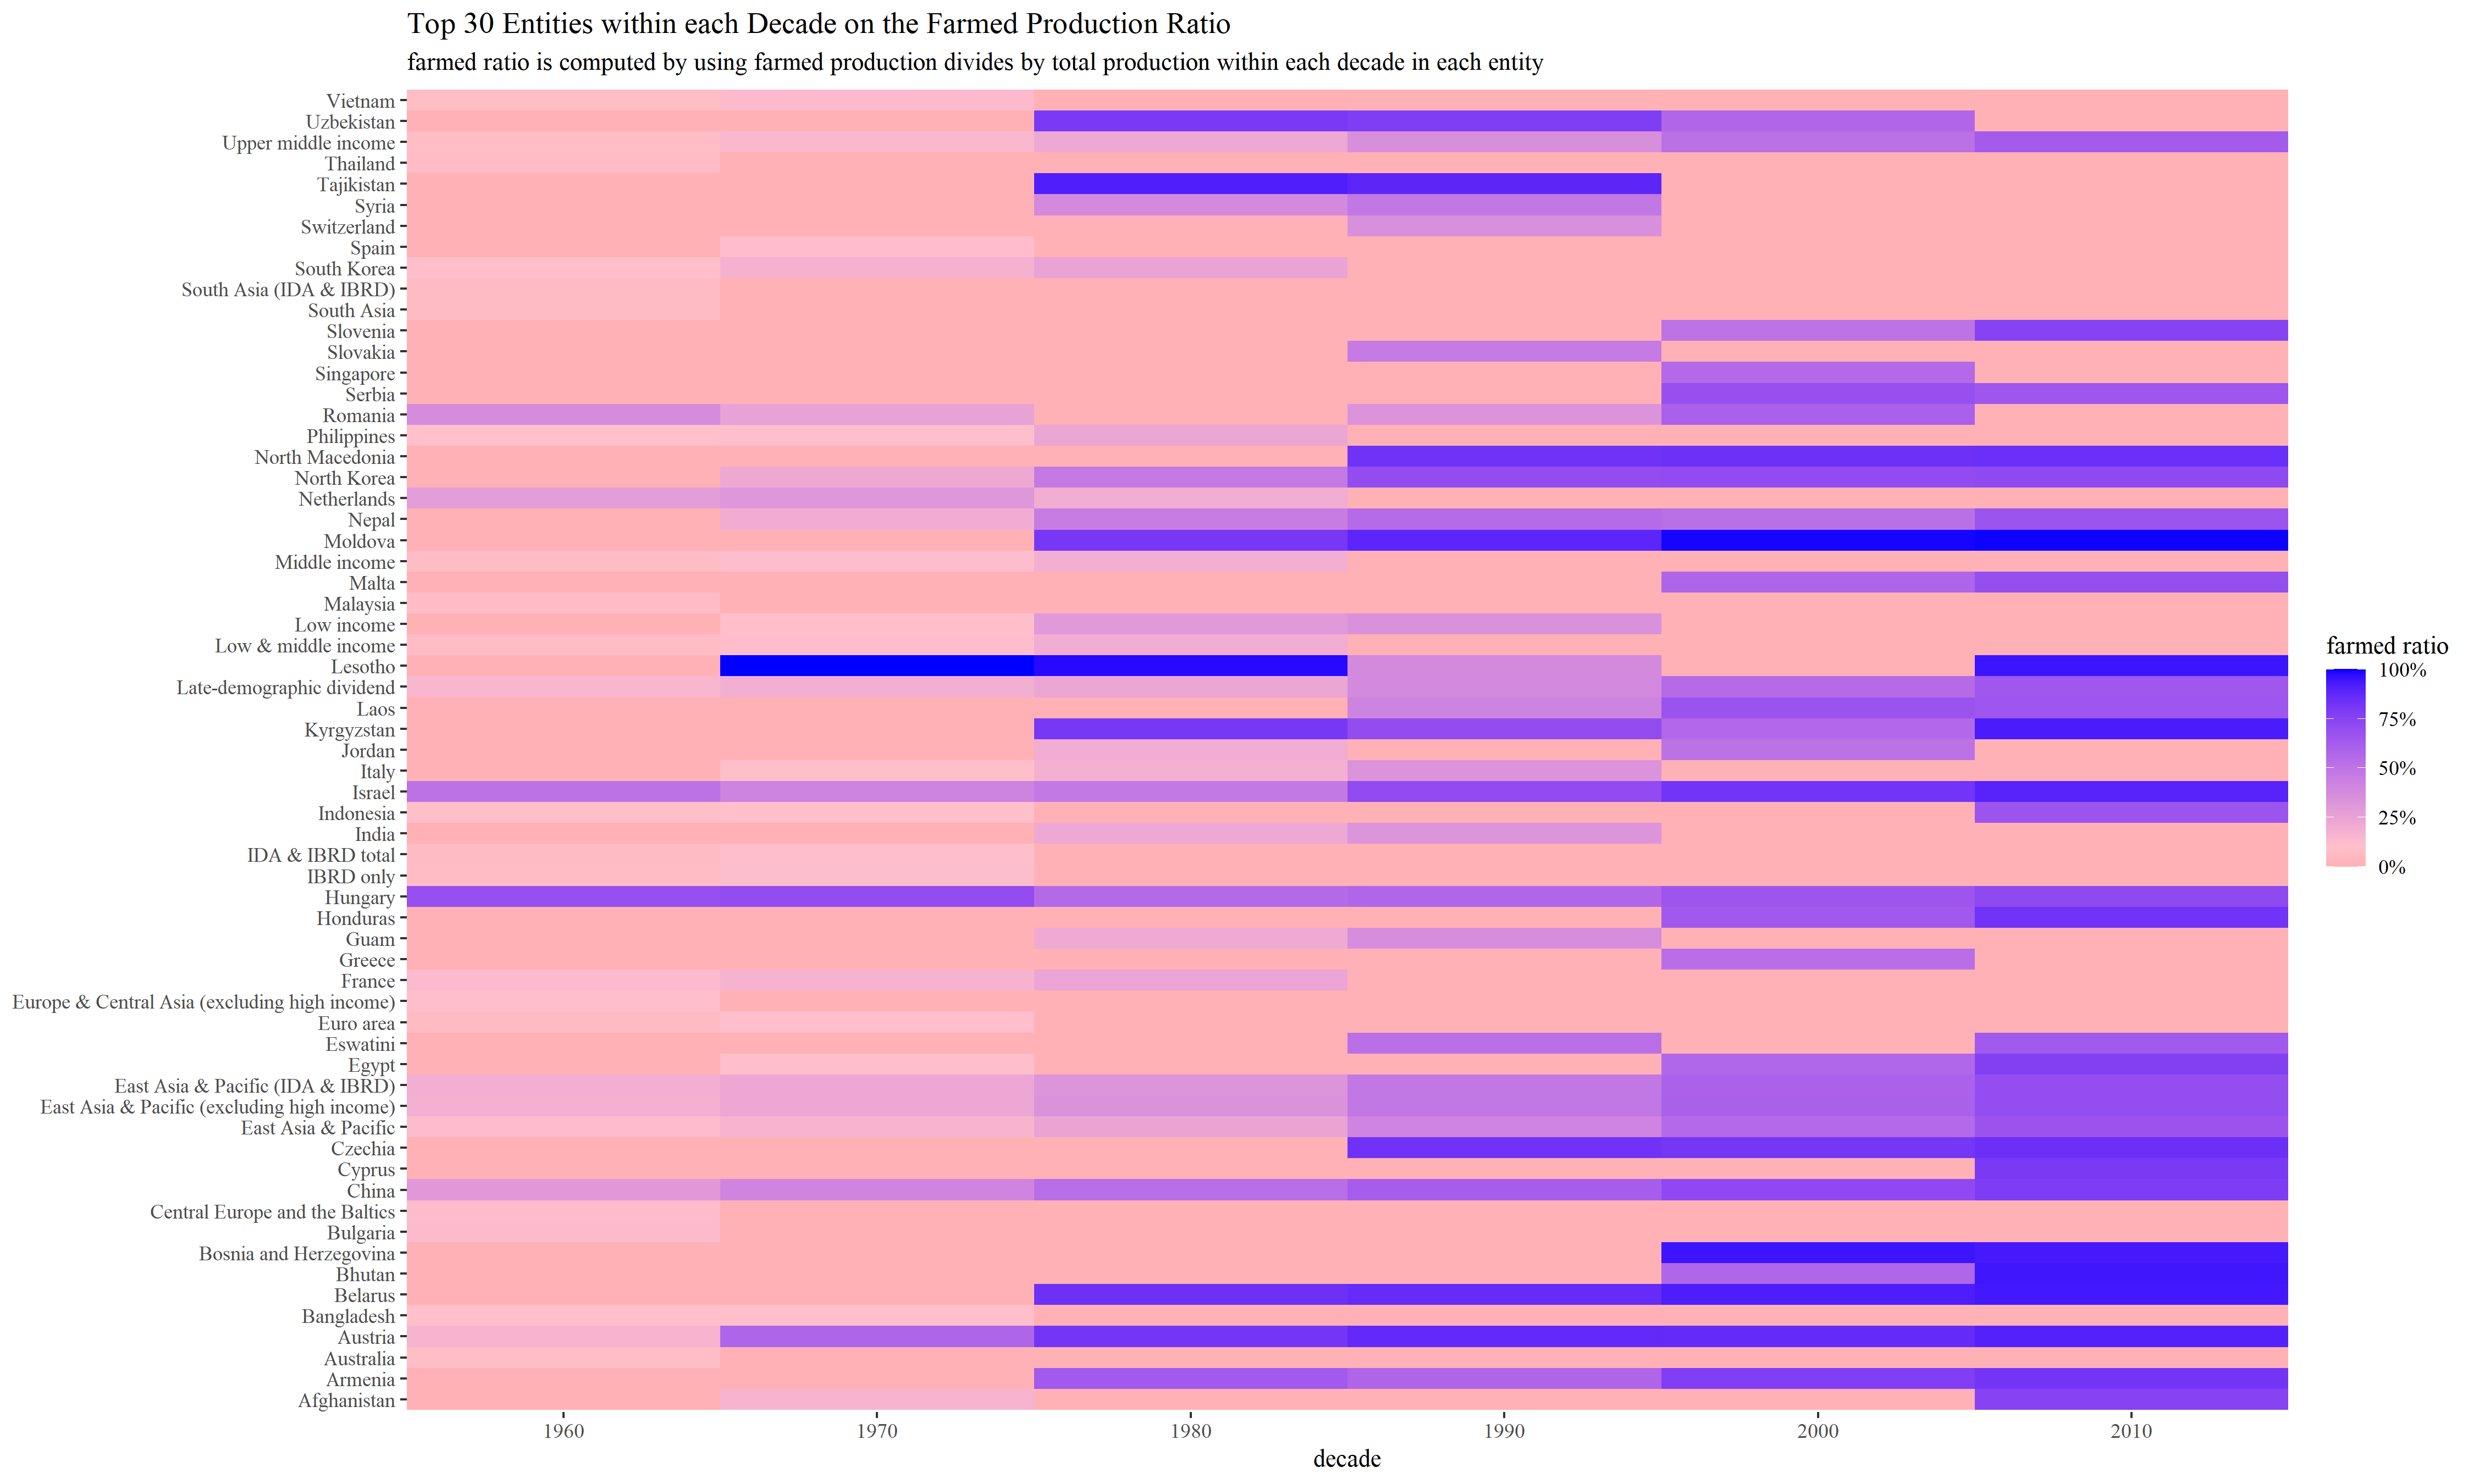 Top 30 Entities within each Decade on the Farmed Production Ratio
farmed ratio is computed by using farmed production divides by total production within each decade in each entity
Vietnam
Uzbekistan
Upper middle income
Thailand
Tajikistan
Syria
Switzerland
Spain
South Korea
South Asia (IDA & IBRD)
South Asia
Slovenia
Slovakia
Singapore
Serbia
Romania
Philippines
North Macedonia
North Korea
Netherlands
Nepal
Moldova
Middle income
Malta
Malaysia
Low income
Low & middle income
Lesotho
Late-demographic dividend
Laos
Kyrgyzstan
Jordan
Italy
Israel
Indonesia
India
IDA & IBRD total
IBRD only
Hungary
Honduras
Guam
Greece
France
Europe & Central Asia (excluding high income)
Euro area
Eswatini
Egypt
East Asia & Pacific (IDA & IBRD)
East Asia & Pacific (excluding high income)
East Asia & Pacific
Czechia
Cyprus
China
Central Europe and the Baltics
Bulgaria
Bosnia and Herzegovina
Bhutan
Belarus
Bangladesh
Austria
Australia
Armenia
Afghanistan
1960 1970 1980 1990 2000 2010
decade
farmed ratio
100%
75%
50%
25%
0%